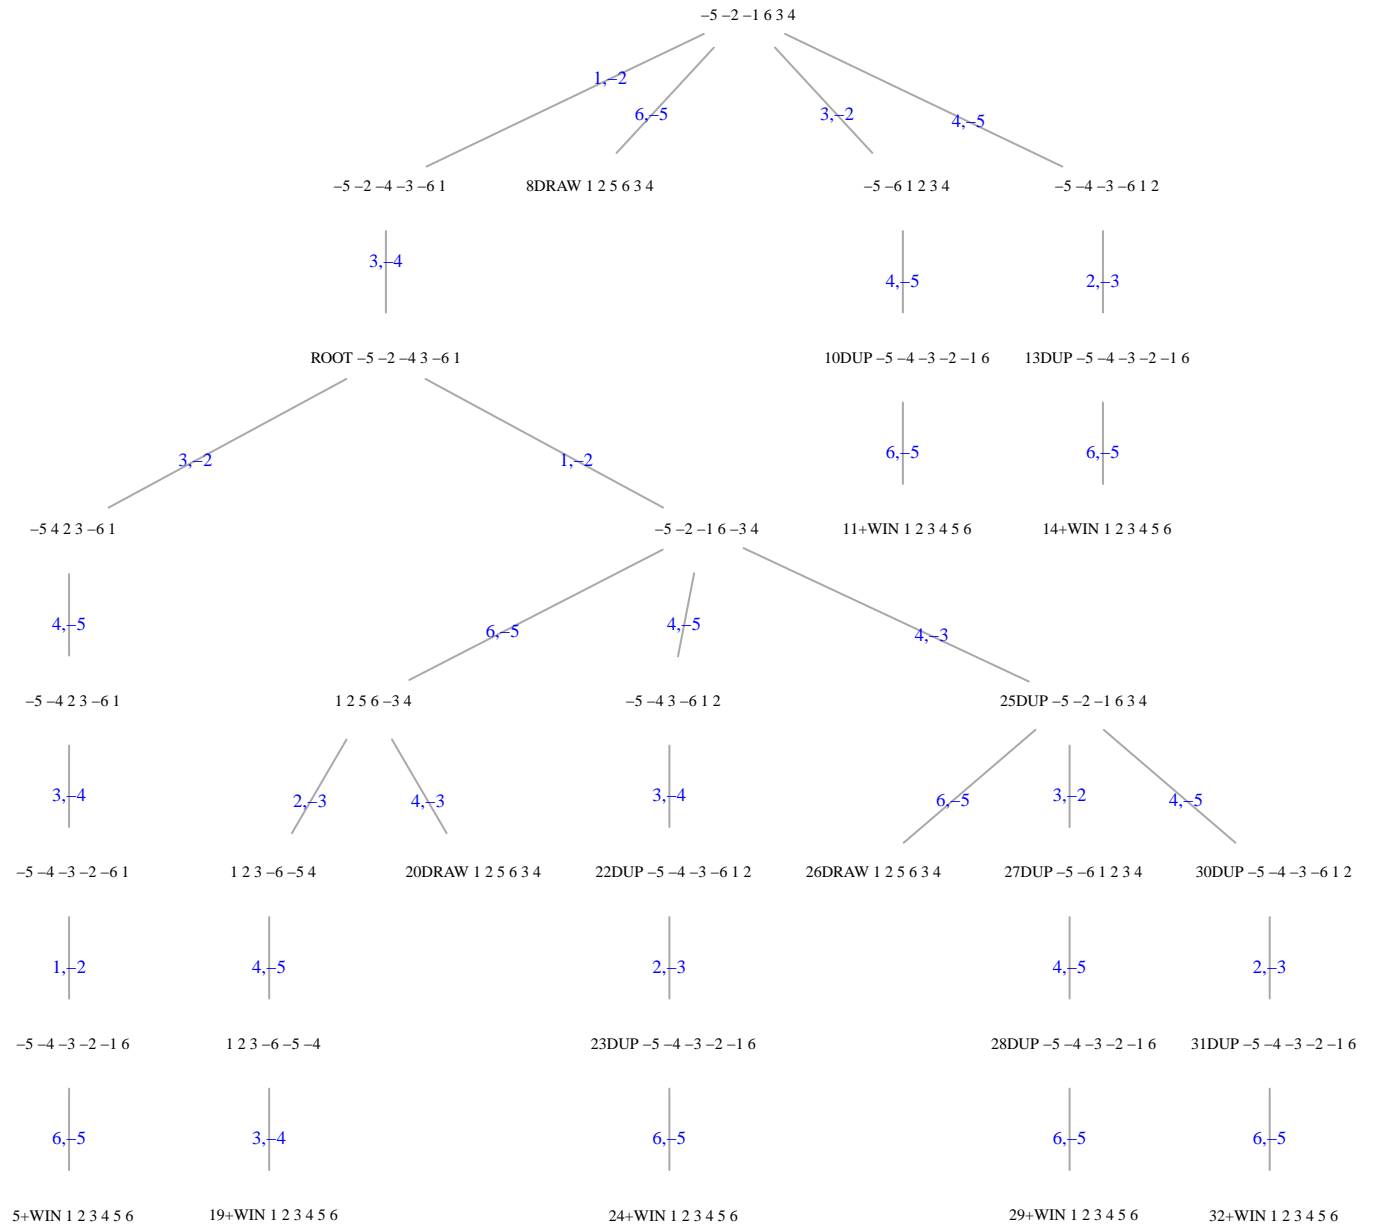 –5 –2 –1 6 3 4
1,–2
6,–5
3,–2
4,–5
–5 –2 –4 –3 –6 1
8DRAW 1 2 5 6 3 4
–5 –6 1 2 3 4
–5 –4 –3 –6 1 2
3,–4
4,–5
2,–3
ROOT –5 –2 –4 3 –6 1
10DUP –5 –4 –3 –2 –1 6
13DUP –5 –4 –3 –2 –1 6
3,–2
1,–2
6,–5
6,–5
–5 4 2 3 –6 1
–5 –2 –1 6 –3 4
11+WIN 1 2 3 4 5 6
14+WIN 1 2 3 4 5 6
4,–5
6,–5
4,–5
4,–3
–5 –4 2 3 –6 1
1 2 5 6 –3 4
–5 –4 3 –6 1 2
25DUP –5 –2 –1 6 3 4
3,–4
2,–3
4,–3
3,–4
6,–5
3,–2
4,–5
–5 –4 –3 –2 –6 1
1 2 3 –6 –5 4
20DRAW 1 2 5 6 3 4
22DUP –5 –4 –3 –6 1 2
26DRAW 1 2 5 6 3 4
27DUP –5 –6 1 2 3 4
30DUP –5 –4 –3 –6 1 2
1,–2
4,–5
2,–3
4,–5
2,–3
–5 –4 –3 –2 –1 6
1 2 3 –6 –5 –4
23DUP –5 –4 –3 –2 –1 6
28DUP –5 –4 –3 –2 –1 6
31DUP –5 –4 –3 –2 –1 6
6,–5
3,–4
6,–5
6,–5
6,–5
5+WIN 1 2 3 4 5 6
19+WIN 1 2 3 4 5 6
24+WIN 1 2 3 4 5 6
29+WIN 1 2 3 4 5 6
32+WIN 1 2 3 4 5 6